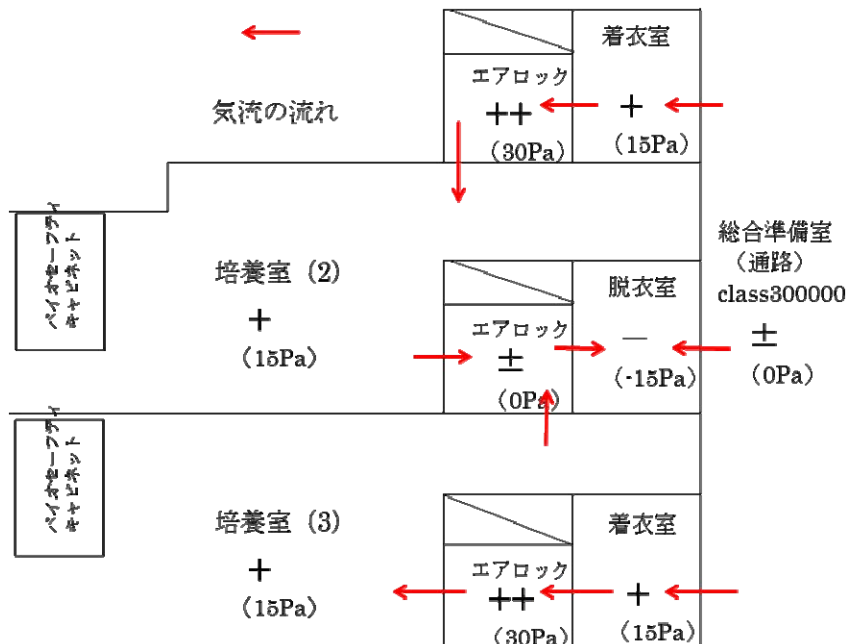 着衣室
エアロック
++
(30Pa)
+
(15Pa)
気流の流れ
バイオセーフティ
キャビネット
培養室 (2)
+
(15Pa)
脱衣室
エアロック
±
(0Pa)
—
(-15Pa)
総合準備室
(通路)
class300000
±
(0Pa)
バイオセーフティ
キャビネット
培養室 (3)
+
(15Pa)
着衣室
エアロック
++
(30Pa)
+
(15Pa)